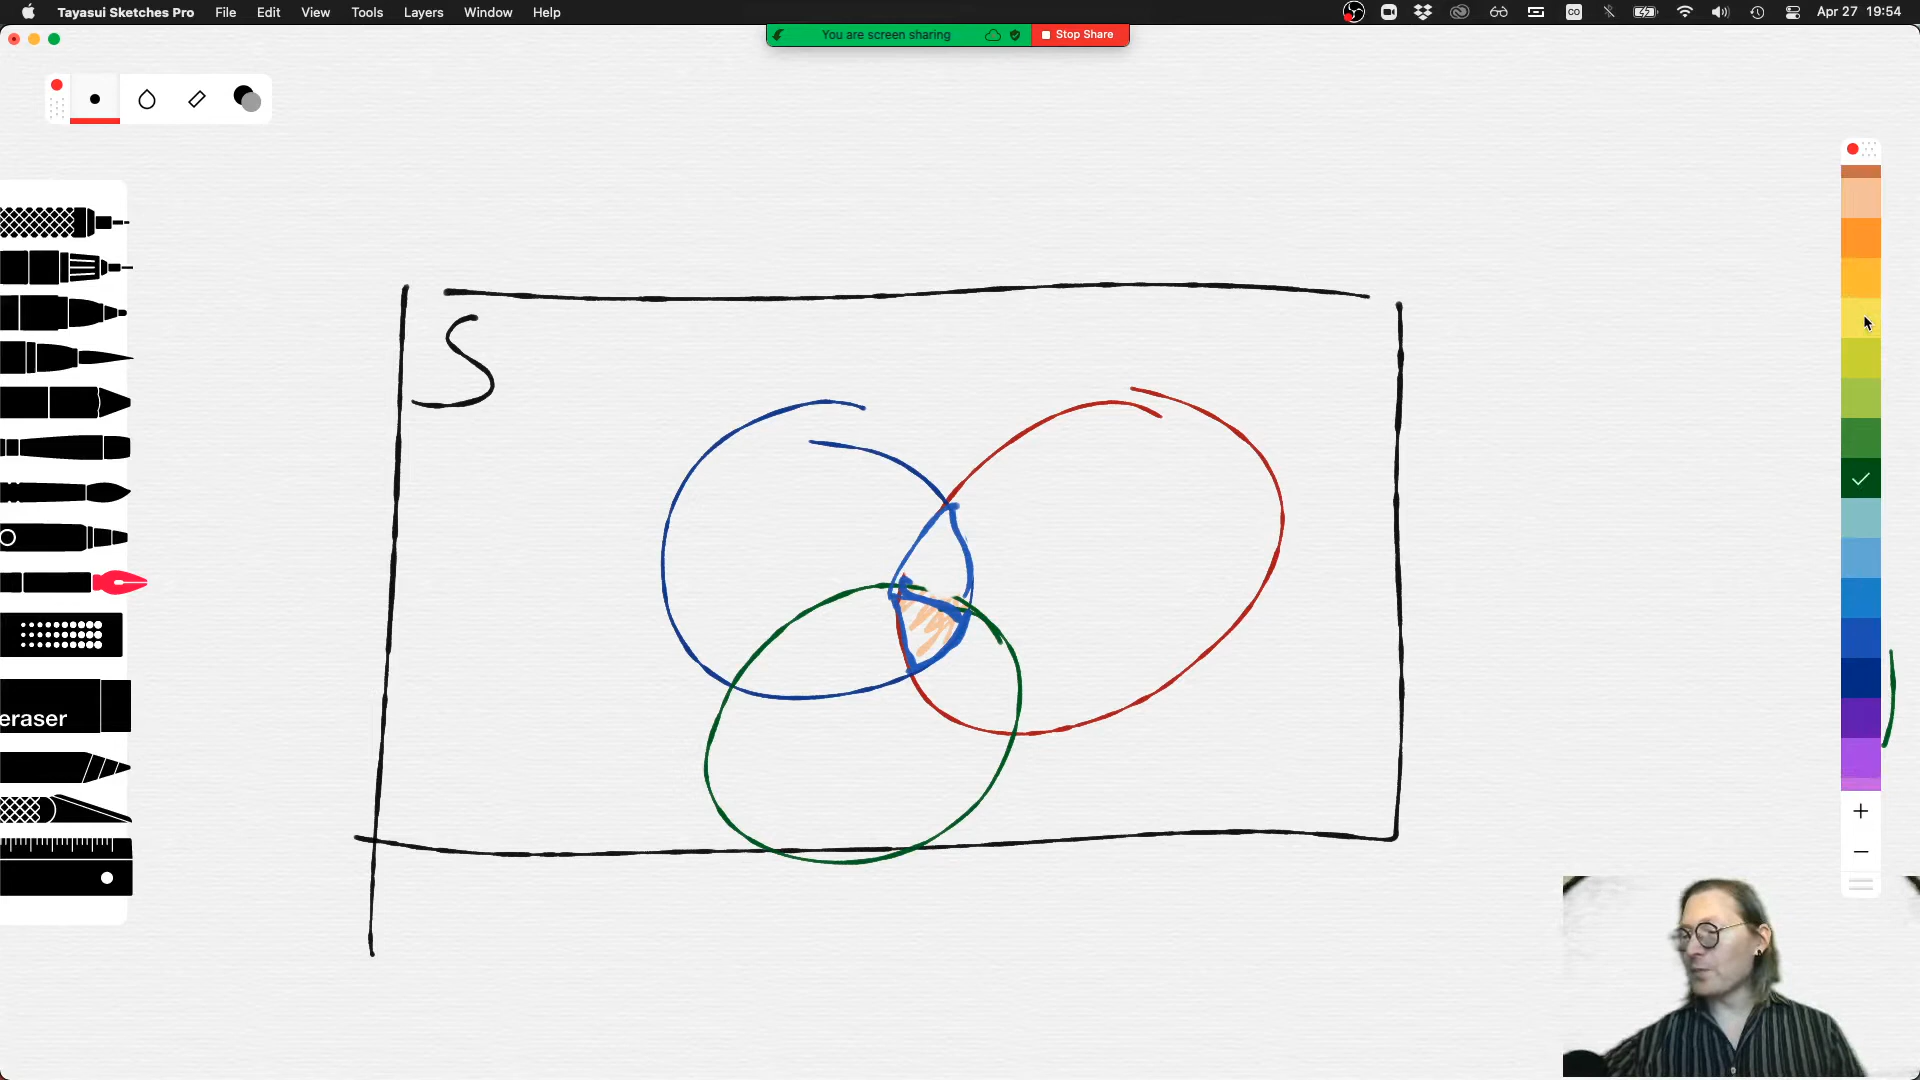 Tayasui Sketches Pro File Edit View Tools Layers Window Help
Apr 27 19:54
You are screen sharing Stop Share
S
eraser